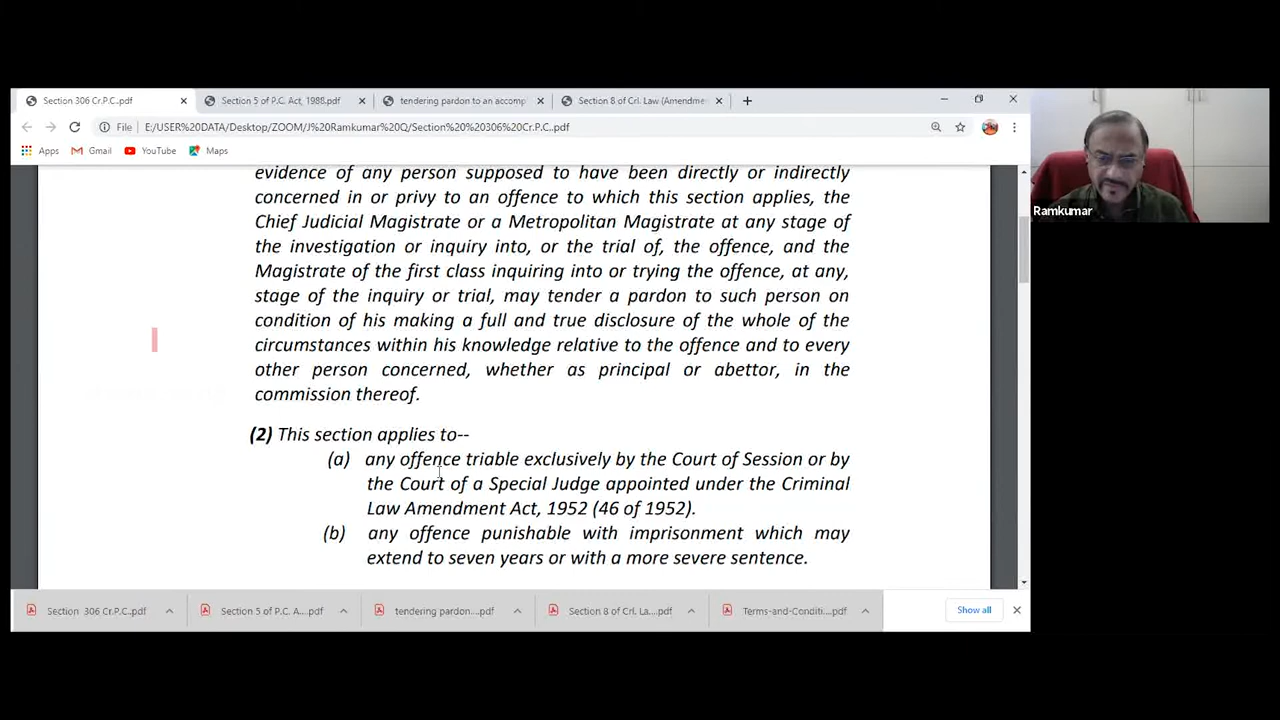 Section 306 Cr.P.C..pdf
Section 5 of P.C. Act, 1988.pdf
tendering pardon to an accomp
Section 8 of Crl. Law (Amendme
File
E:/USER%20DATA/Desktop/ZOOM/J%20Ramkumar%20Q/Section%20%20306%20Cr.P.C..pdf
Apps
Gmail
YouTube
Maps
evidence of any person supposed to have been directly or indirectly
concerned in or privy to an offence to which this section applies, the
Chief Judicial Magistrate or a Metropolitan Magistrate at any stage of
the investigation or inquiry into, or the trial of, the offence, and the
Magistrate of the first class inquiring into or trying the offence, at any,
stage of the inquiry or trial, may tender a pardon to such person on
condition of his making a full and true disclosure of the whole of the
circumstances within his knowledge relative to the offence and to every
other person concerned, whether as principal or abettor, in the
commission thereof.
(2) This section applies to--
(a) any offence triable exclusively by the Court of Session or by
the Court of a Special Judge appointed under the Criminal
Law Amendment Act, 1952 (46 of 1952).
(b) any offence punishable with imprisonment which may
extend to seven years or with a more severe sentence.
Section 306 Cr.P.C..pdf
Section 5 of P.C. A....pdf
tendering pardon....pdf
Section 8 of Crl. La....pdf
Terms-and-Conditi....pdf
Show all
Ramkumar